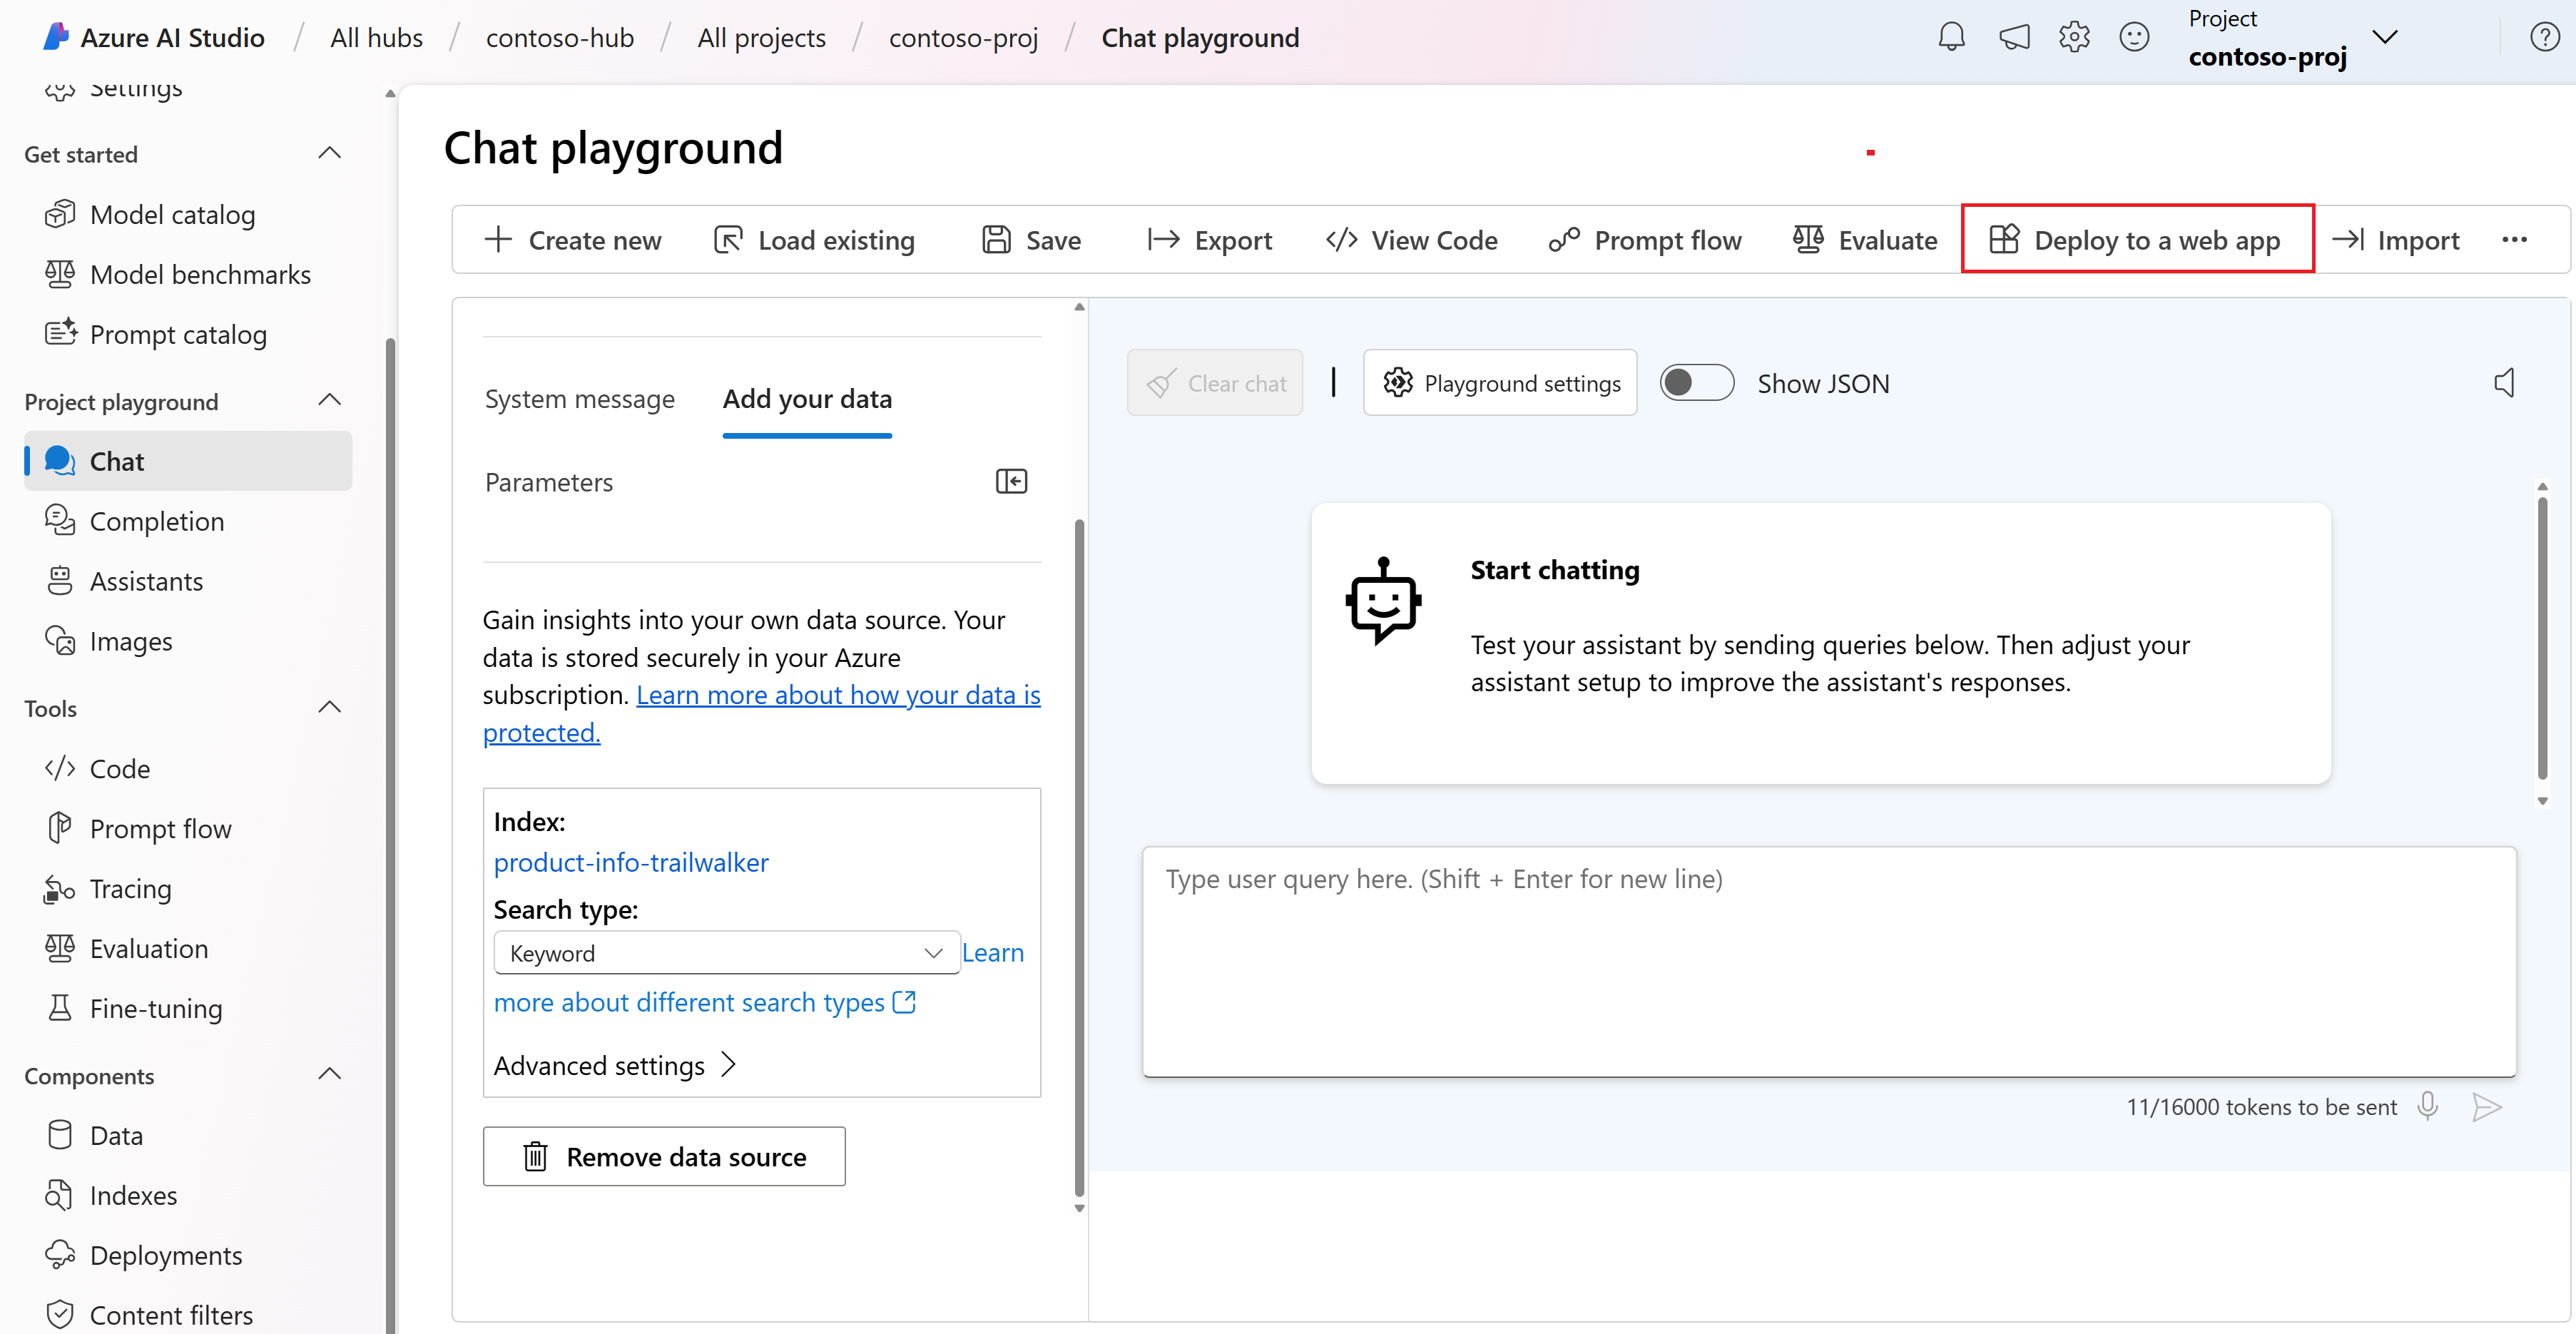 Azure AI Studio / All hubs / contoso-hub / All projects / contoso-proj / Chat playground
Project
contoso-proj
Settings
Get started
Model catalog
Model benchmarks
Prompt catalog
Project playground
Chat
Completion
Assistants
Images
Tools
Code
Prompt flow
Tracing
Evaluation
Fine-tuning
Components
Data
Indexes
Deployments
Content filters
Chat playground
Create new
Load existing
Save
Export
View Code
Prompt flow
Evaluate
Deploy to a web app
Import
System message
Add your data
Parameters
Gain insights into your own data source. Your
data is stored securely in your Azure
subscription. Learn more about how your data is
protected.
Index:
product-info-trailwalker
Search type:
Keyword
Learn
more about different search types
Advanced settings
Remove data source
Clear chat
Playground settings
Show JSON
Start chatting
Test your assistant by sending queries below. Then adjust your
assistant setup to improve the assistant's responses.
Type user query here. (Shift + Enter for new line)
11/16000 tokens to be sent